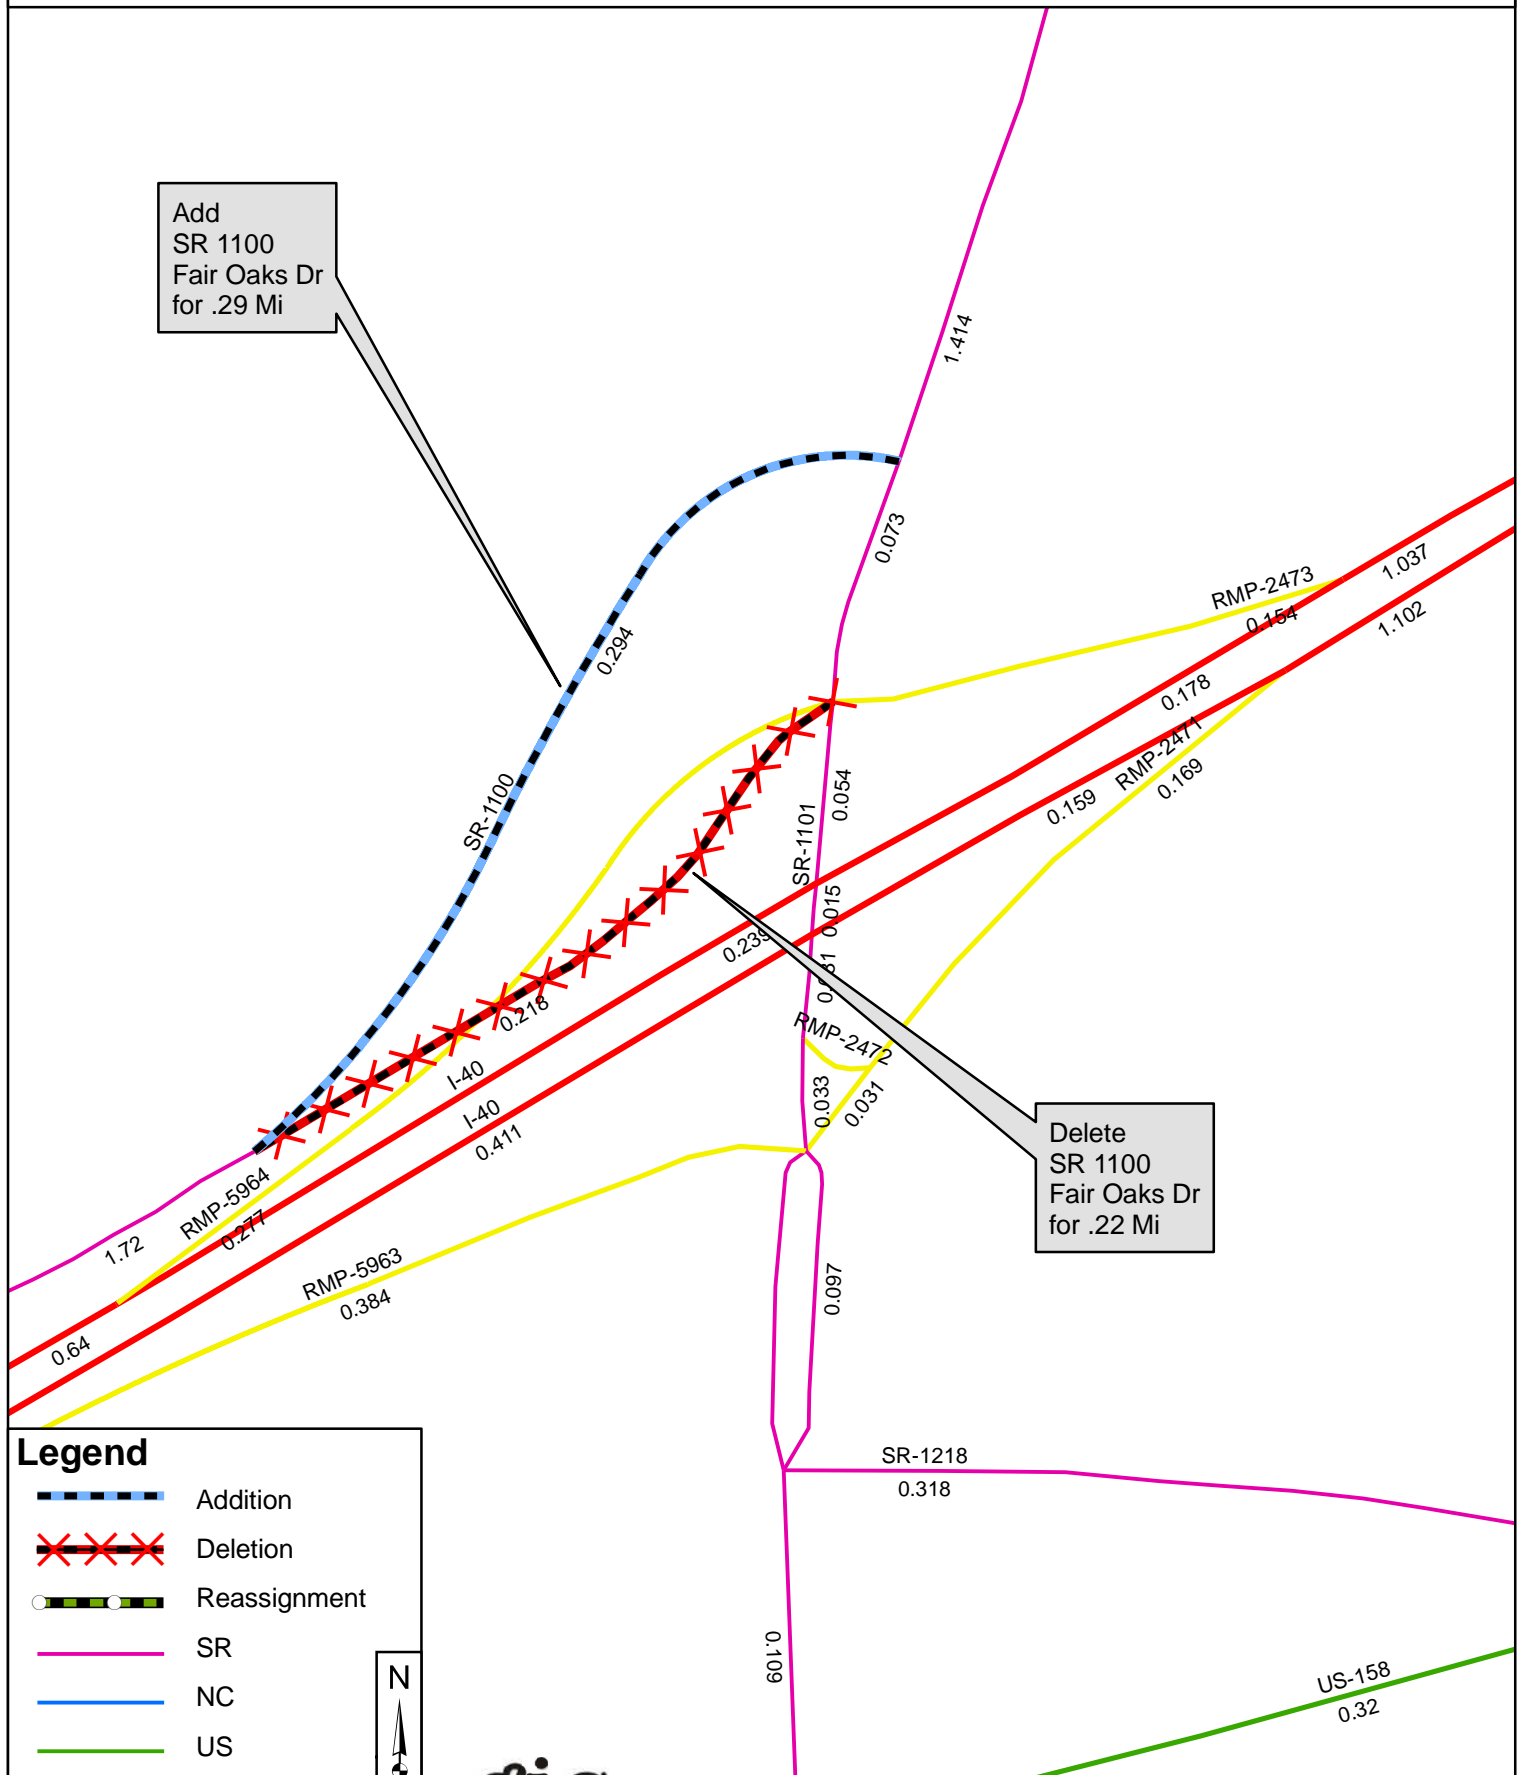 Add
SR 1100
Fair Oaks Dr
for .29 Mi
1.414
0.073
1.037
RMP-2473
0.154
1.102
0.294
0.178
RMP-2471
0.169
0.054
0.159
SR-1100
SR-1101
0.015
0.239
0.218
RMP-2472
I-40
0.033
0.031
I-40
0.411
Delete
SR 1100
Fair Oaks Dr
for .22 Mi
RMP-5964
0.277
1.72
RMP-5963
0.384
0.097
0.64
Legend
Addition
Deletion
Reassignment
SR
NC
US
N
SR-1218
0.318
0.109
US-158
0.32